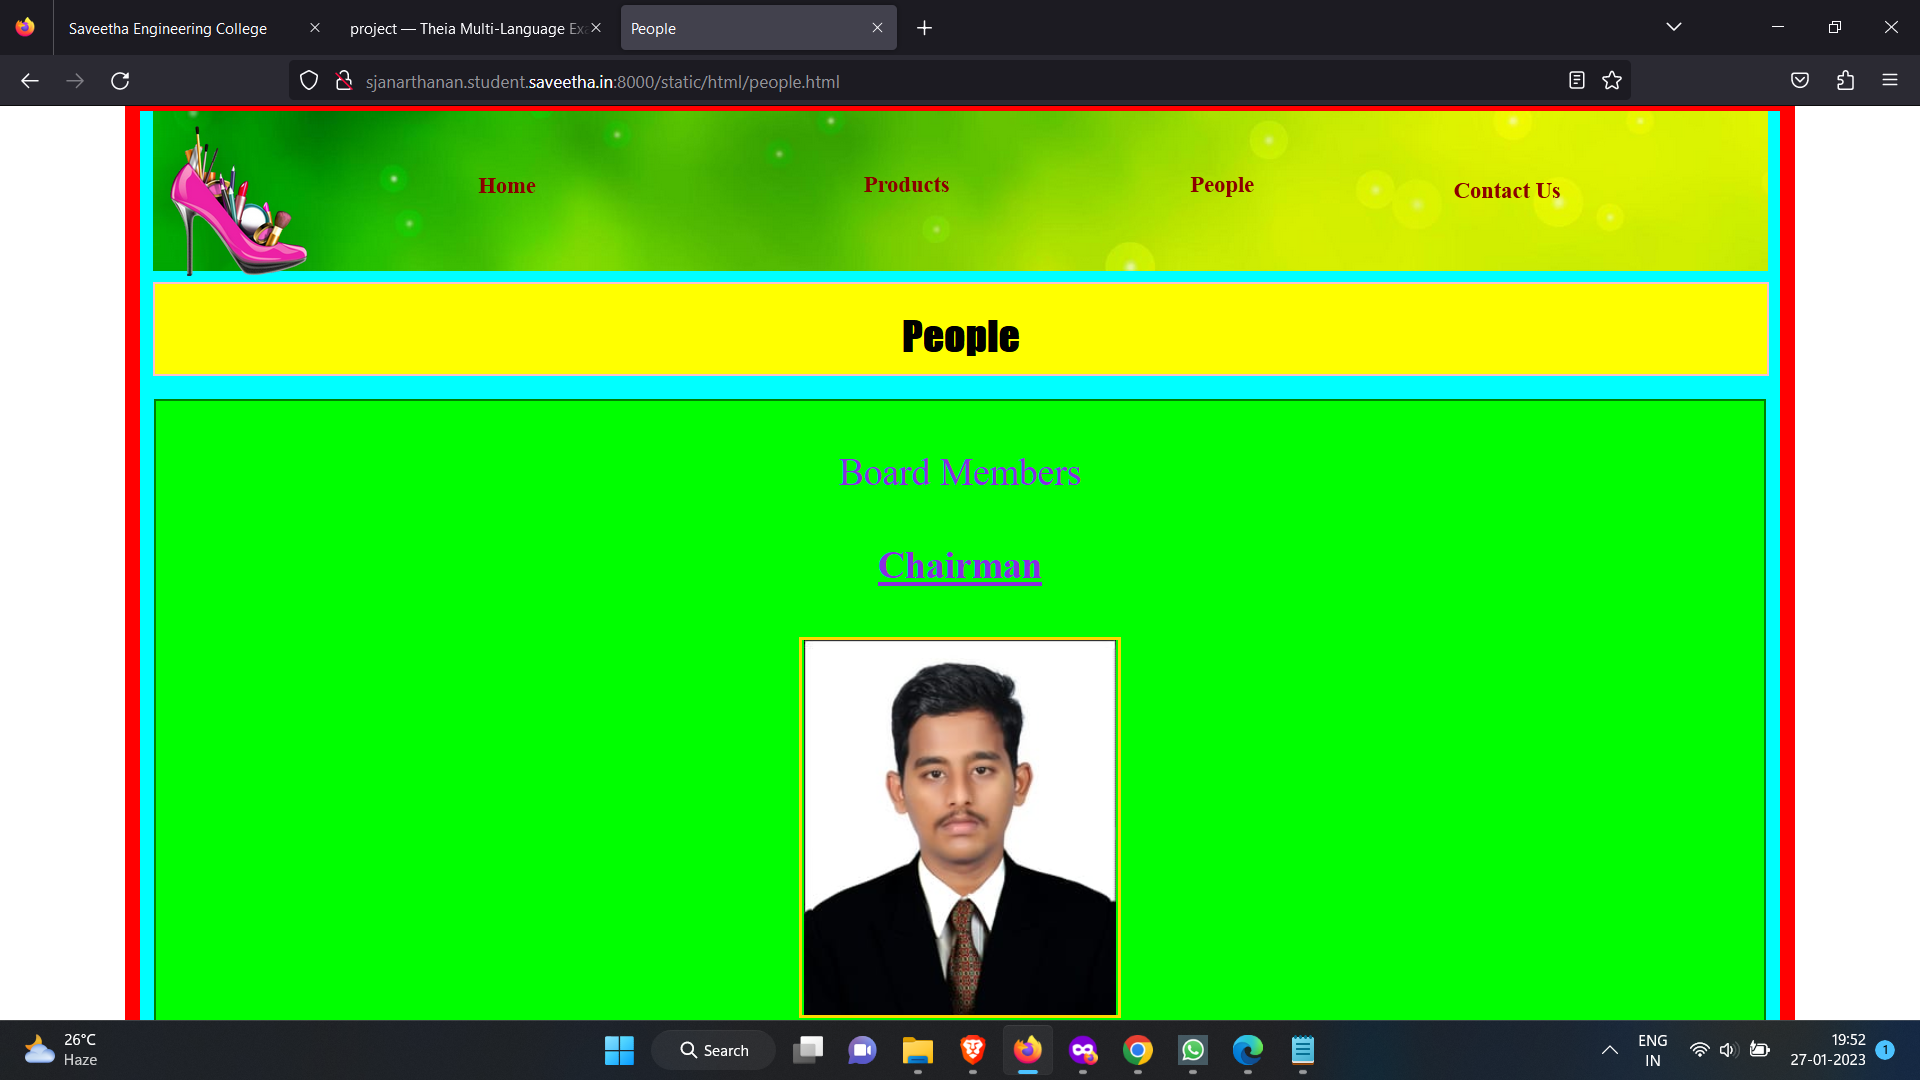 Saveetha Engineering College
project — Theia Multi-Language Exa
People
sjanarthanan.student.saveetha.in:8000/static/html/people.html
Home
Products
People
Contact Us
People
Board Members
Chairman
26°C
Haze
Search
ENG
IN
19:52
27-01-2023
1